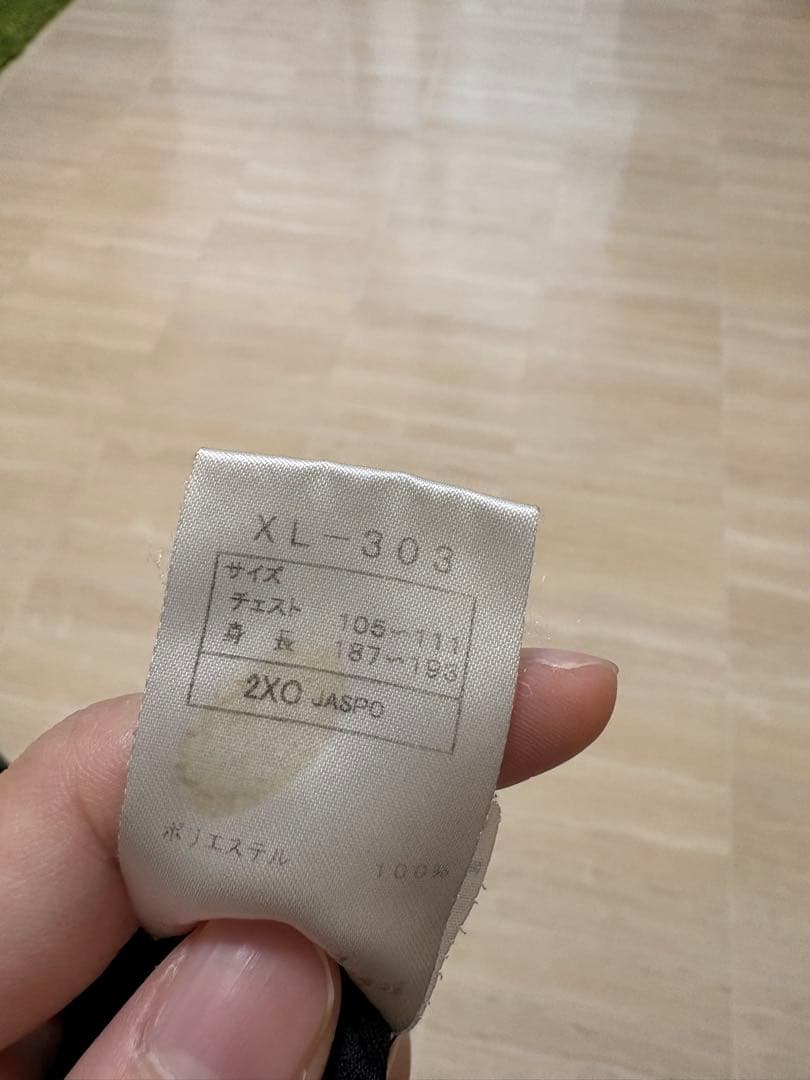 XL-303
サイズ
チェスト 105~111
身長 187~193
2XO JASPO
ポリエステル 100%